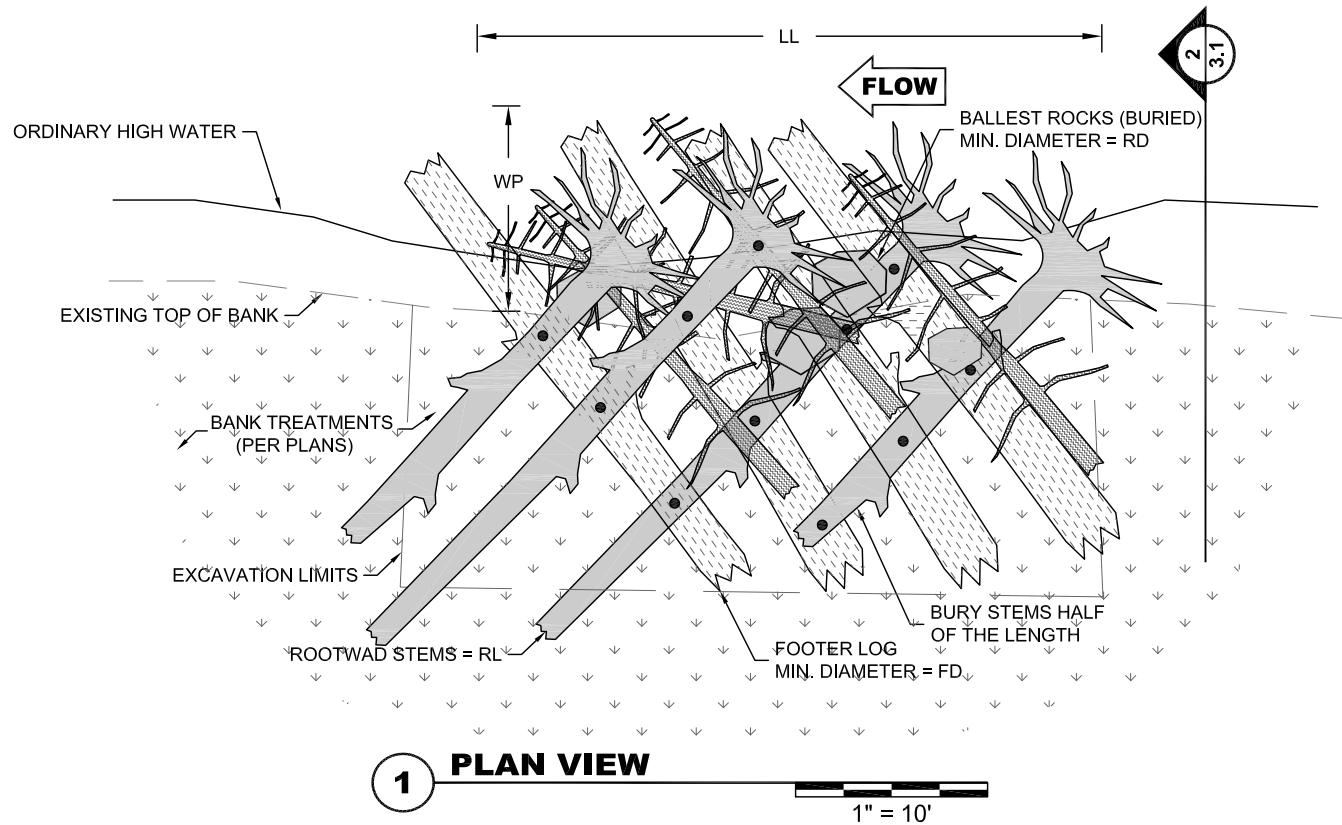 LL
2
3.1
FLOW
WP
ORDINARY HIGH WATER
BALLEST ROCKS (BURIED)
MIN. DIAMETER = RD
EXISTING TOP OF BANK
BANK TREATMENTS
(PER PLANS)
EXCAVATION LIMITS
ROOTWAD STEMS = RL
BURY STEMS HALF
OF THE LENGTH
FOOTER LOG
MIN. DIAMETER = FD
1
PLAN VIEW
1" = 10'